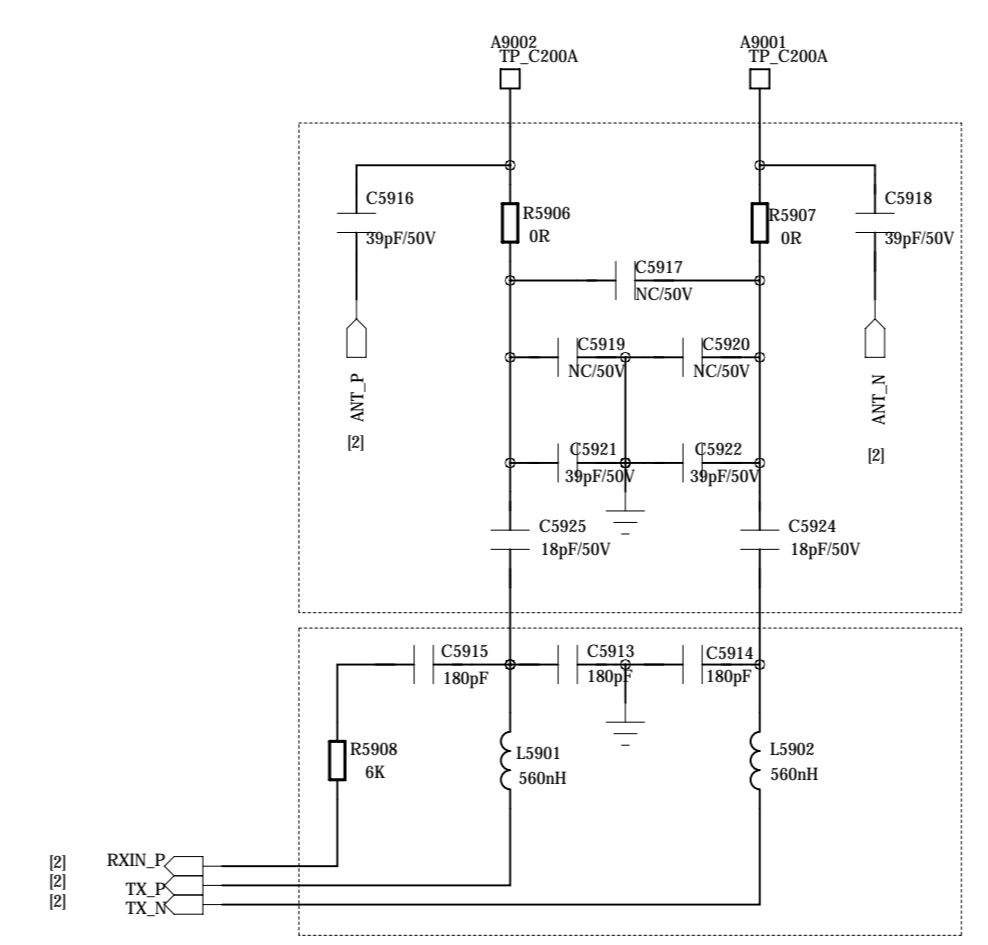 A9002
TP_C200A
A9001
TP_C200A
C5916
39pF/50V
R5906
0R
R5907
0R
C5918
39pF/50V
C5917
NC/50V
C5919
NC/50V
C5920
NC/50V
ANT_P
[2]
ANT_N
[2]
C5921
39pF/50V
C5922
39pF/50V
C5925
18pF/50V
C5924
18pF/50V
C5915
180pF
C5913
180pF
C5914
180pF
R5908
6K
L5901
560nH
L5902
560nH
[2] RXIN_P
[2] TX_P
[2] TX_N